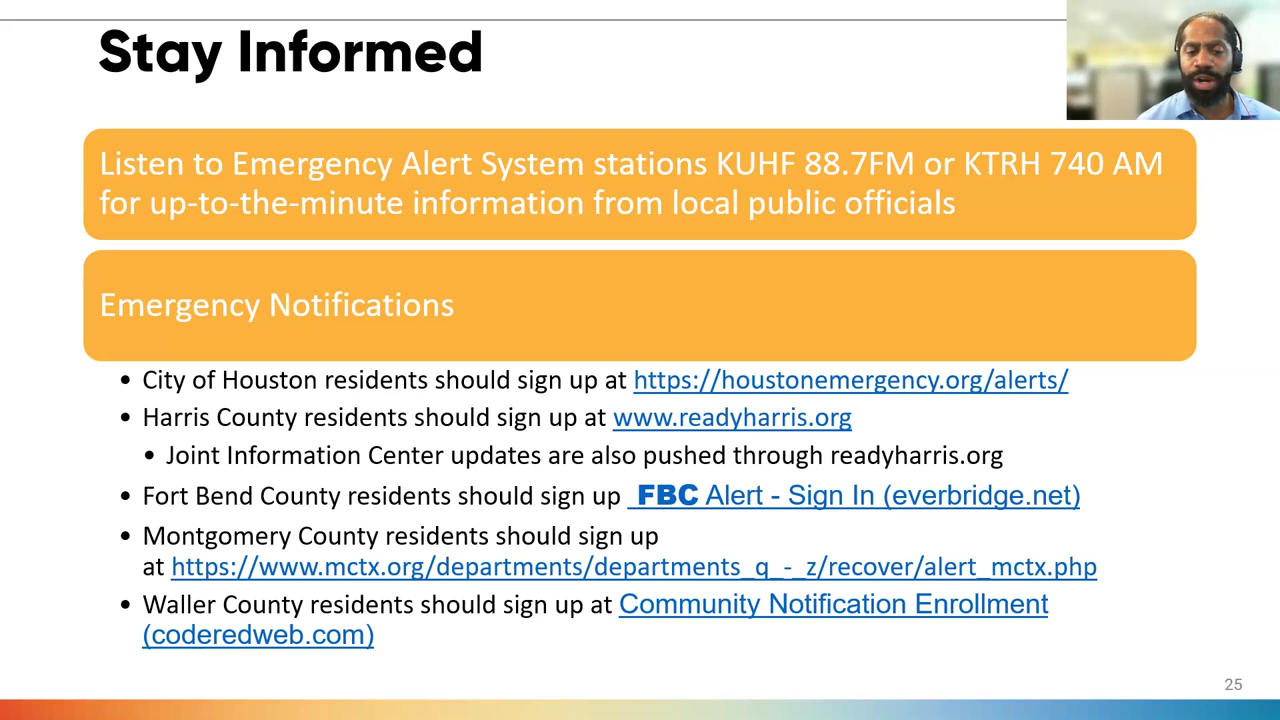 Stay Informed
Listen to Emergency Alert System stations KUHF 88.7FM or KTRH 740 AM
for up-to-the-minute information from local public officials
Emergency Notifications
• City of Houston residents should sign up at https://houstonemergency.org/alerts/
• Harris County residents should sign up at www.readyharris.org
• Joint Information Center updates are also pushed through readyharris.org
• Fort Bend County residents should sign up FBC Alert - Sign In (everbridge.net)
• Montgomery County residents should sign up
at https://www.mctx.org/departments/departments_q_-_z/recover/alert_mctx.php
• Waller County residents should sign up at Community Notification Enrollment
(coderedweb.com)
25